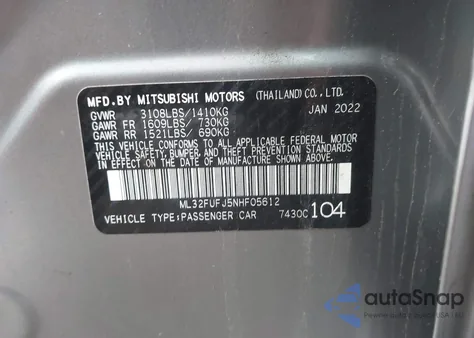 MFD.BY MITSUBISHI MOTORS (THAILAND) CO.,LTD.
GVWR 3108LBS/1410KG JAN 2022
GAWR FR 1609LBS/ 730KG
GAWR RR 1521LBS/ 690KG
THIS VEHICLE CONFORMS TO ALL APPLICABLE FEDERAL MOTOR
VEHICLE SAFETY, BUMPER, AND THEFT PREVENTION STANDARDS
IN EFFECT ON THE DATE OF MANUFACTURE SHOWN ABOVE.
ML32FUFJ5NHF05612
VEHICLE TYPE:PASSENGER CAR 7430C 104
autoSnap